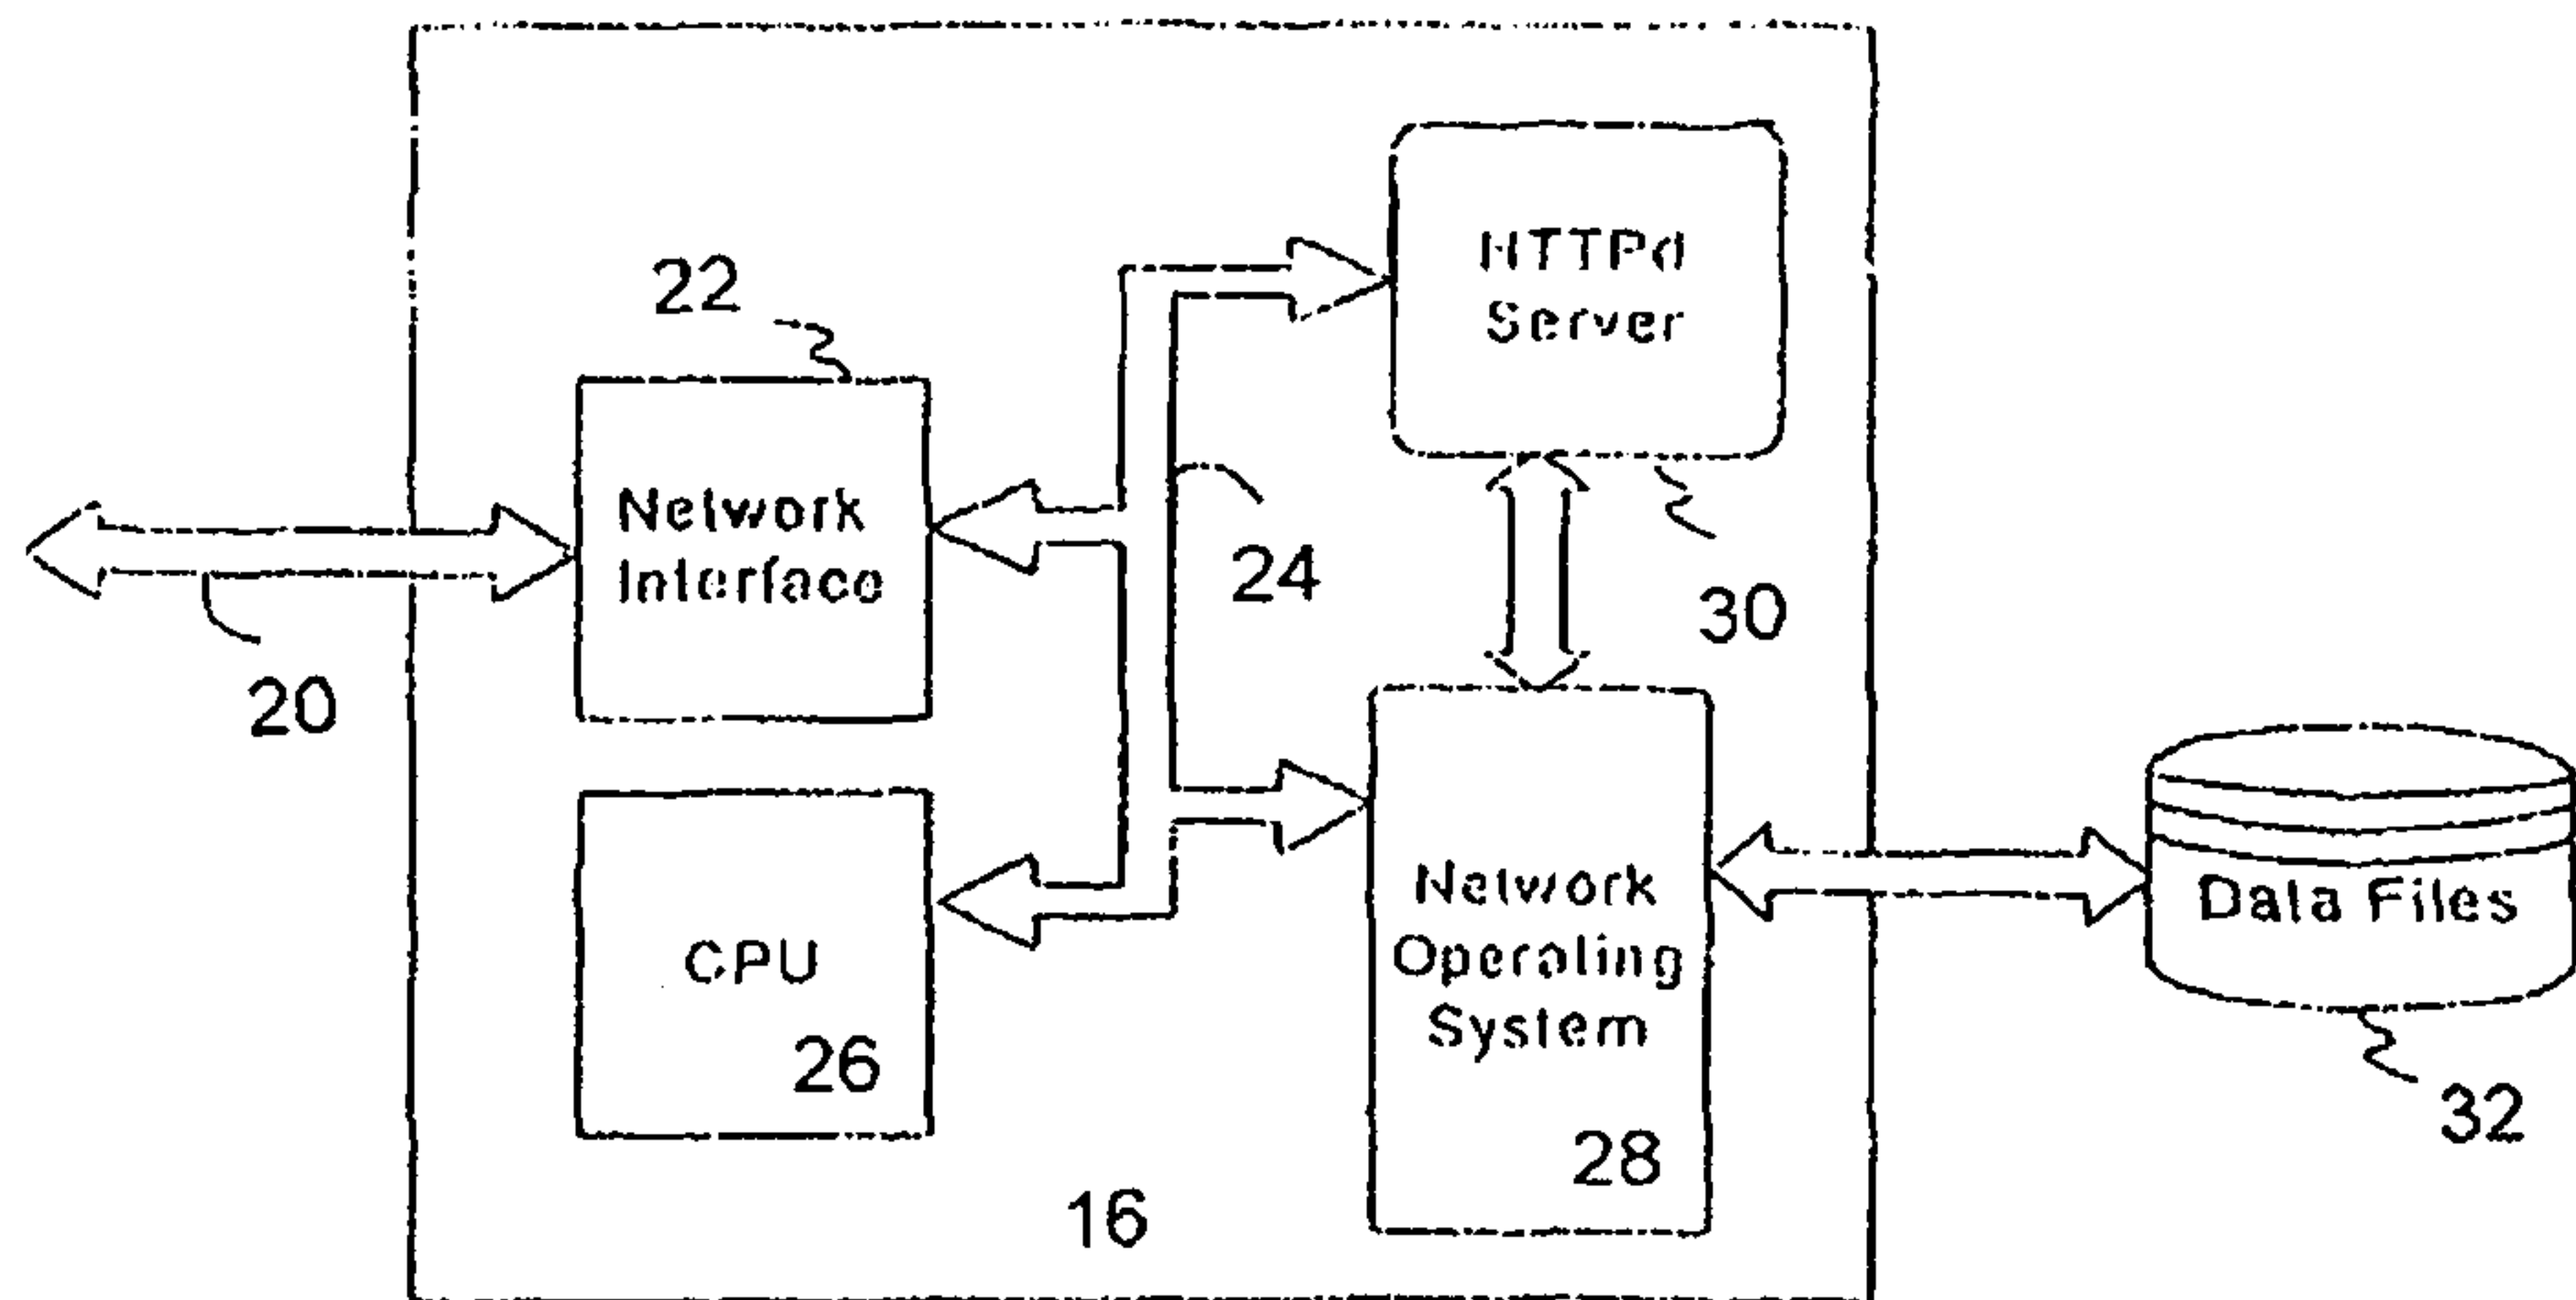 HTTPd
Server
22
Network
Interface
24
30
20
CPU
26
Network
Operating
System
28
Data Files
32
16